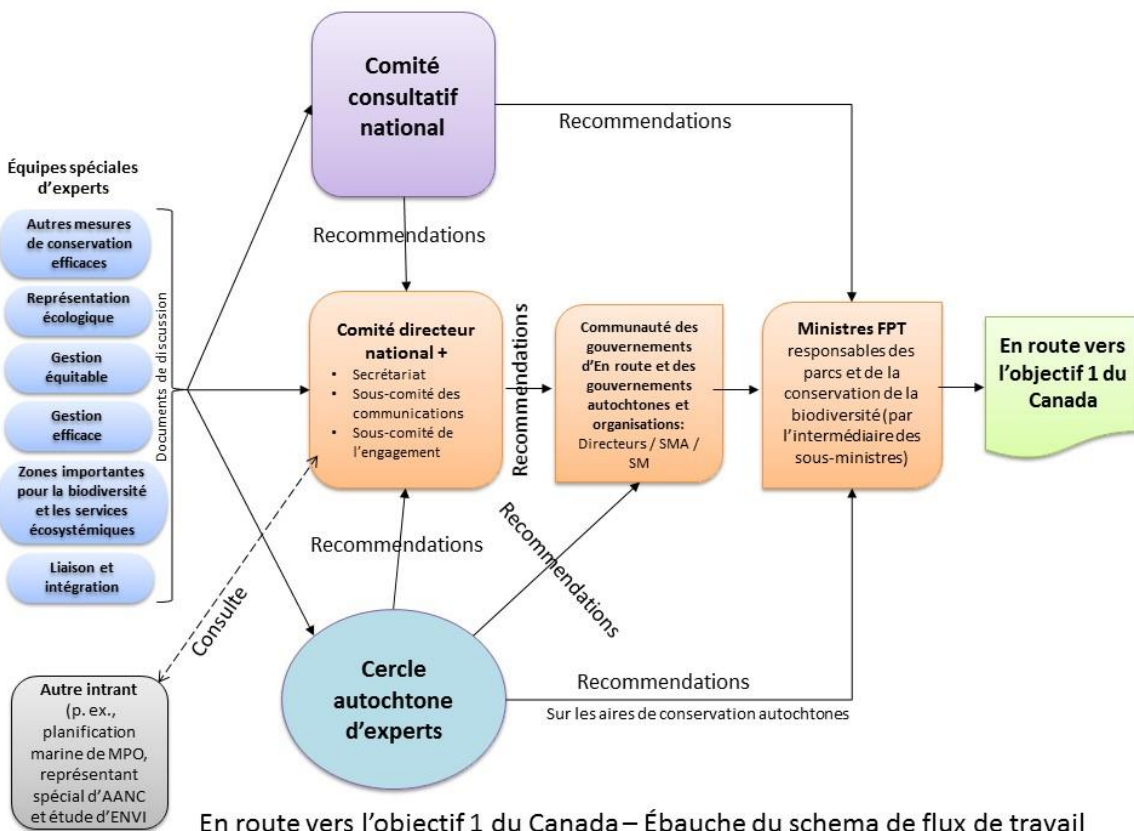 Comité
consultatif
national
Recommendations
Équipes spéciales
d'experts
Autres mesures
de conservation
efficaces
Représentation
écologique
Gestion
équitable
Gestion
efficace
Zones importantes
pour la biodiversité
et les services
écosystémiques
Liaison et
intégration
Documents de discussion
Recommendations
Comité directeur
national +
• Secrétariat
• Sous-comité des
communications
• Sous-comité de
l'engagement
Recommendations
Communauté des
gouvernements
d'En route et des
gouvernements
autochtones et
organisations:
Directeurs / SMA /
SM
Ministres FPT
responsables des
parcs et de la
conservation de la
biodiversité (par
l'intermédiaire des
sous-ministres)
En route vers
l'objectif 1 du
Canada
Recommendations
Recommendations
Consulte
Cercle
autochtone
d'experts
Recommendations
Sur les aires de conservation autochtones
Autre intrant
(p. ex.,
planification
marine de MPO,
représentant
spécial d'AANC
et étude d'ENVI
En route vers l'objectif 1 du Canada – Ébauche du schema de flux de travail